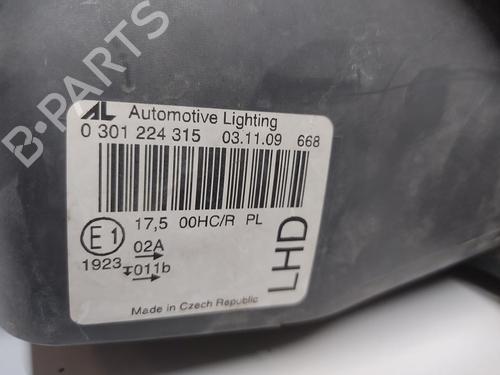 AL Automotive Lighting
0 301 224 315 03.11.09 668
E1 17,5 00HC/R PL
02A
1923 011b
LHD
Made in Czech Republic
B-PARTS